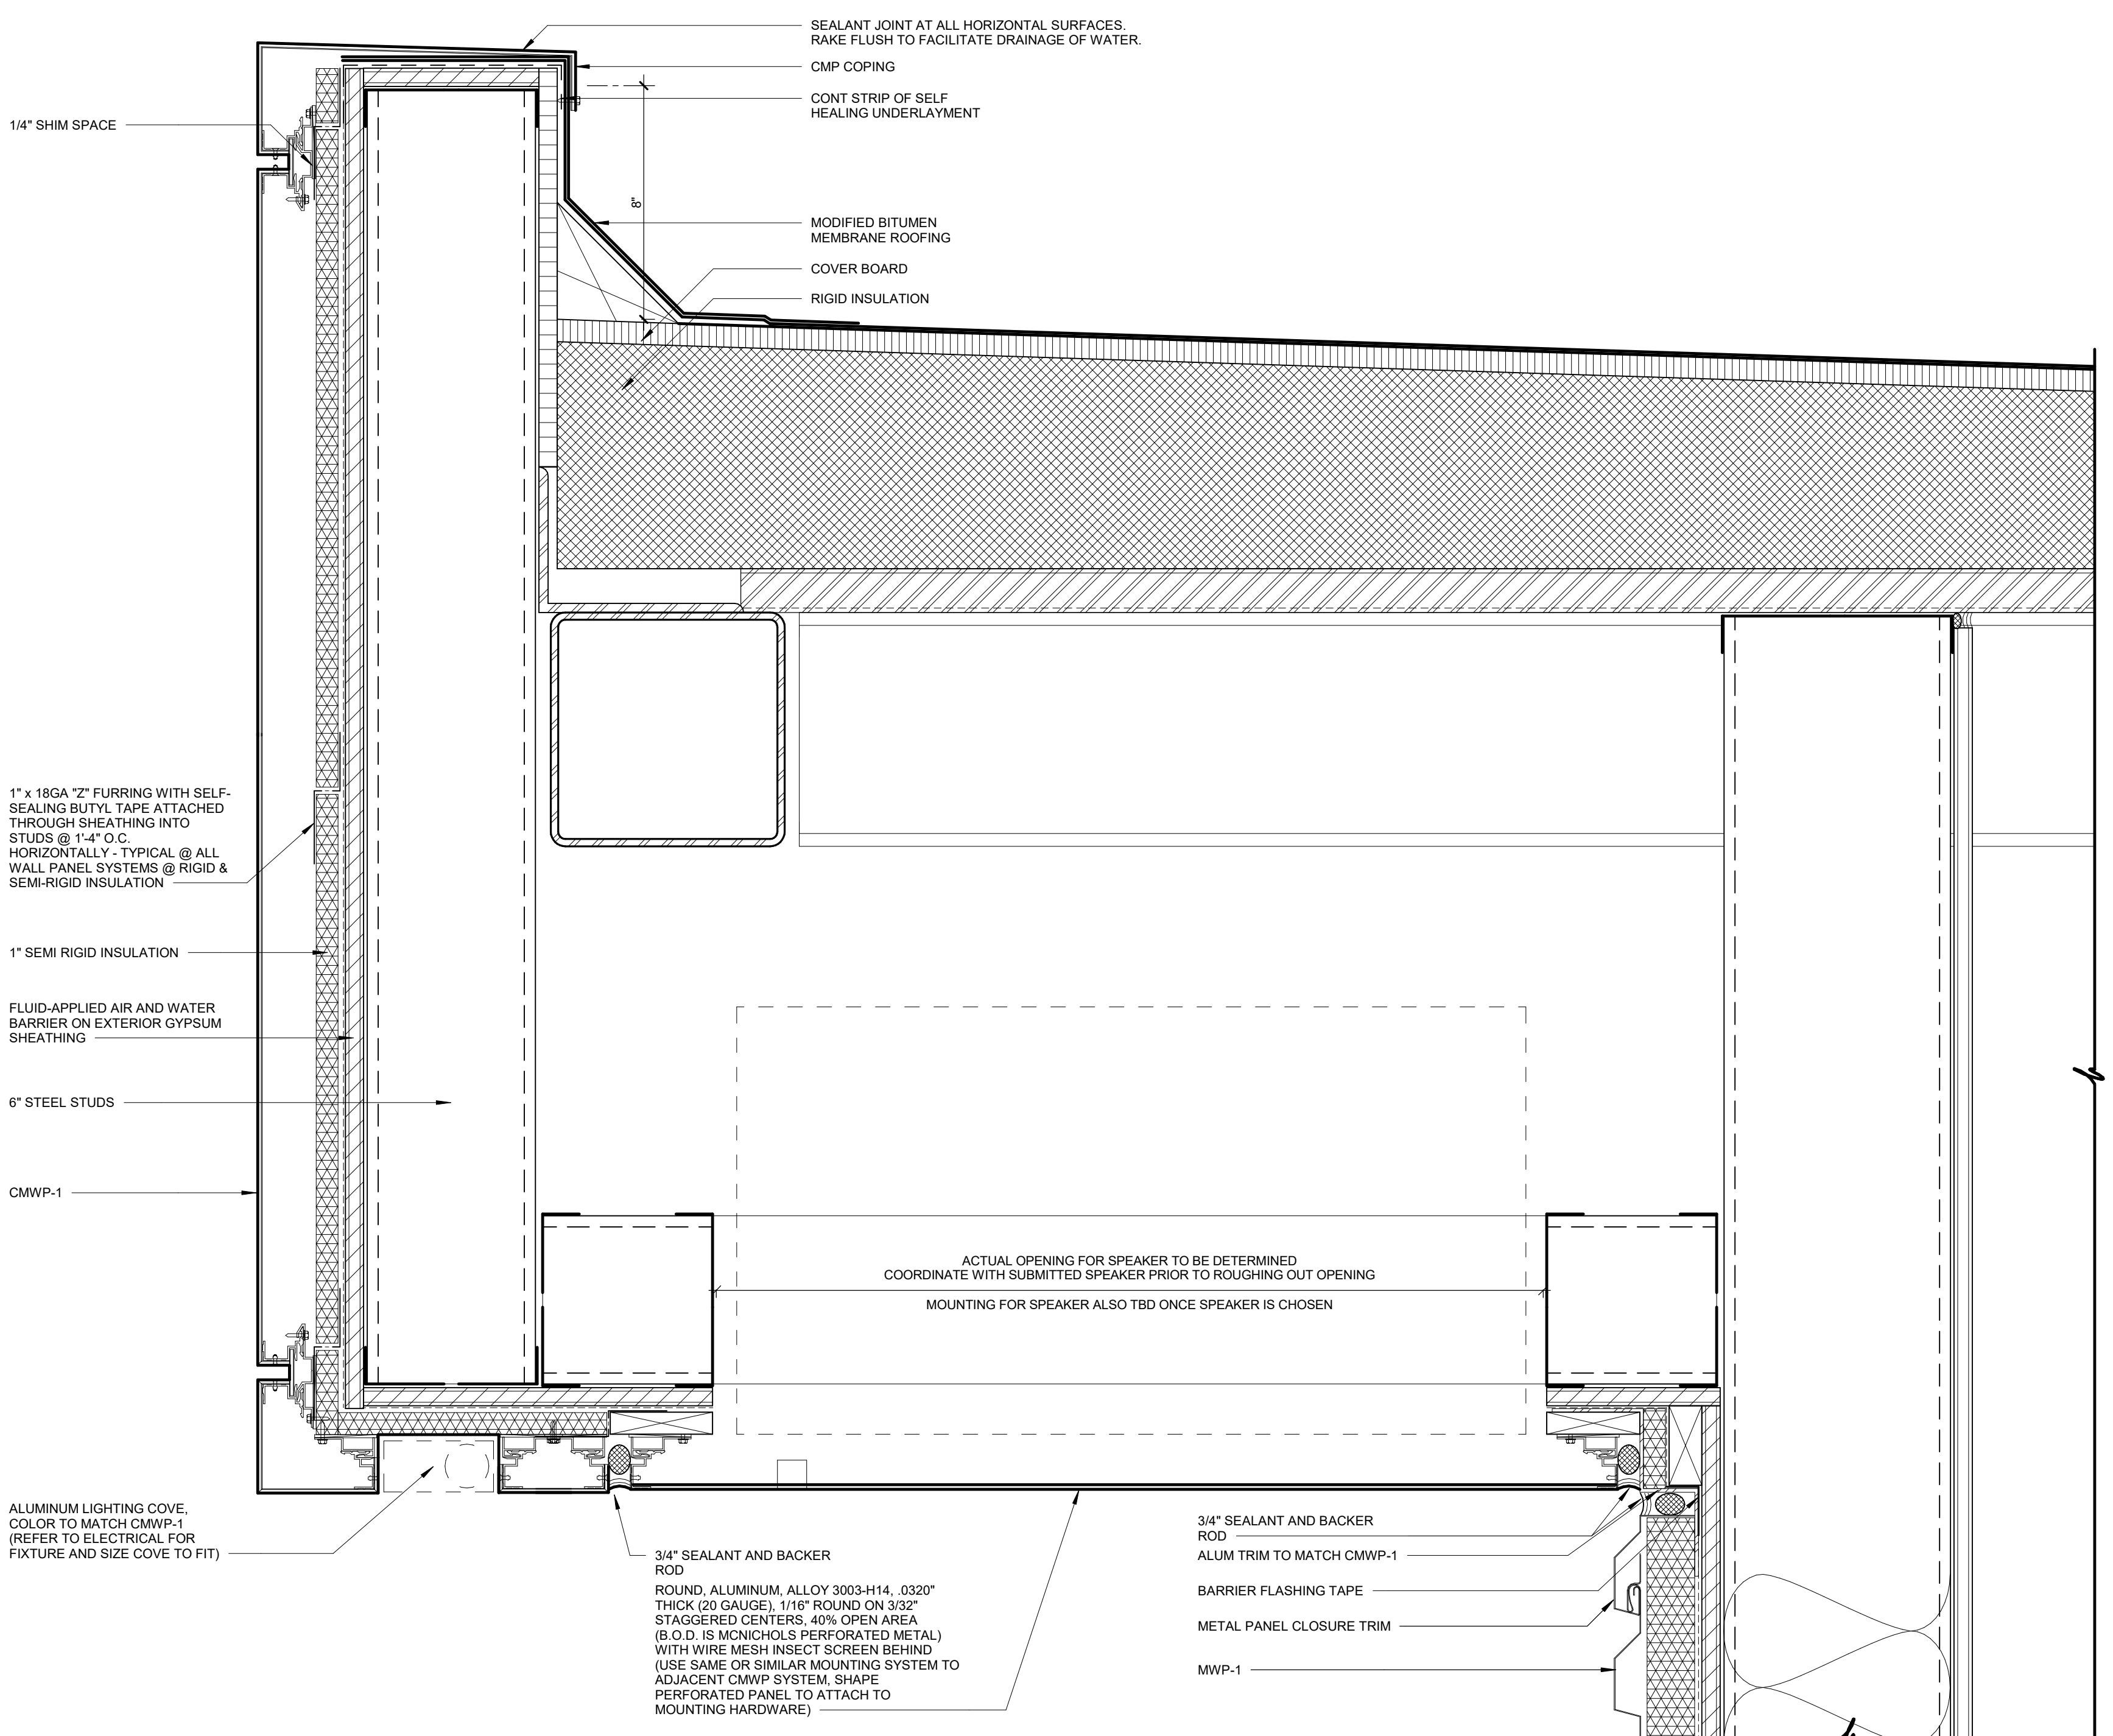 SEALANT JOINT AT ALL HORIZONTAL SURFACES.
RAKE FLUSH TO FACILITATE DRAINAGE OF WATER.
CMP COPING
CONT STRIP OF SELF
HEALING UNDERLAYMENT
1/4" SHIM SPACE
8"
MODIFIED BITUMEN
MEMBRANE ROOFING
COVER BOARD
RIGID INSULATION
1" x 18GA "Z" FURRING WITH SELF-
SEALING BUTYL TAPE ATTACHED
THROUGH SHEATHING INTO
STUDS @ 1'-4" O.C.
HORIZONTALLY - TYPICAL @ ALL
WALL PANEL SYSTEMS @ RIGID &
SEMI-RIGID INSULATION
1" SEMI RIGID INSULATION
FLUID-APPLIED AIR AND WATER
BARRIER ON EXTERIOR GYPSUM
SHEATHING
6" STEEL STUDS
CMWP-1
ACTUAL OPENING FOR SPEAKER TO BE DETERMINED
COORDINATE WITH SUBMITTED SPEAKER PRIOR TO ROUGHING OUT OPENING
MOUNTING FOR SPEAKER ALSO TBD ONCE SPEAKER IS CHOSEN
ALUMINUM LIGHTING COVE,
COLOR TO MATCH CMWP-1
(REFER TO ELECTRICAL FOR
FIXTURE AND SIZE COVE TO FIT)
3/4" SEALANT AND BACKER
ROD
ROUND, ALUMINUM, ALLOY 3003-H14, .0320"
THICK (20 GAUGE), 1/16" ROUND ON 3/32"
STAGGERED CENTERS, 40% OPEN AREA
(B.O.D. IS MCNICHOLS PERFORATED METAL)
WITH WIRE MESH INSECT SCREEN BEHIND
(USE SAME OR SIMILAR MOUNTING SYSTEM TO
ADJACENT CMWP SYSTEM, SHAPE
PERFORATED PANEL TO ATTACH TO
MOUNTING HARDWARE)
3/4" SEALANT AND BACKER
ROD
ALUM TRIM TO MATCH CMWP-1
BARRIER FLASHING TAPE
METAL PANEL CLOSURE TRIM
MWP-1